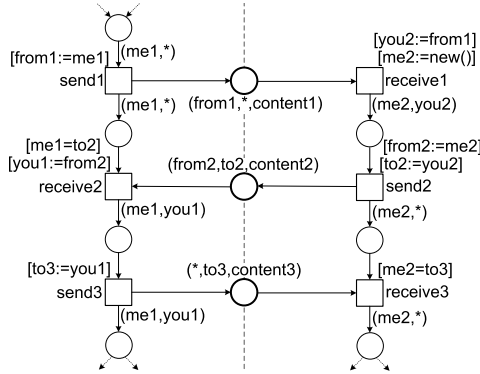 [you2:=from1]
(me1,*)
[me2:=new()]
[from1:=me1]
send1
receive1
(me1,*)
(from1,*,content1)
(me2,you2)
[me1=to2]
[from2:=me2]
[you1:=from2]
(from2,to2,content2)
[to2:=you2]
receive2
send2
(me1,you1)
(me2,*)
[to3:=you1]
(*,to3,content3)
[me2=to3]
send3
receive3
(me1,you1)
(me2,*)